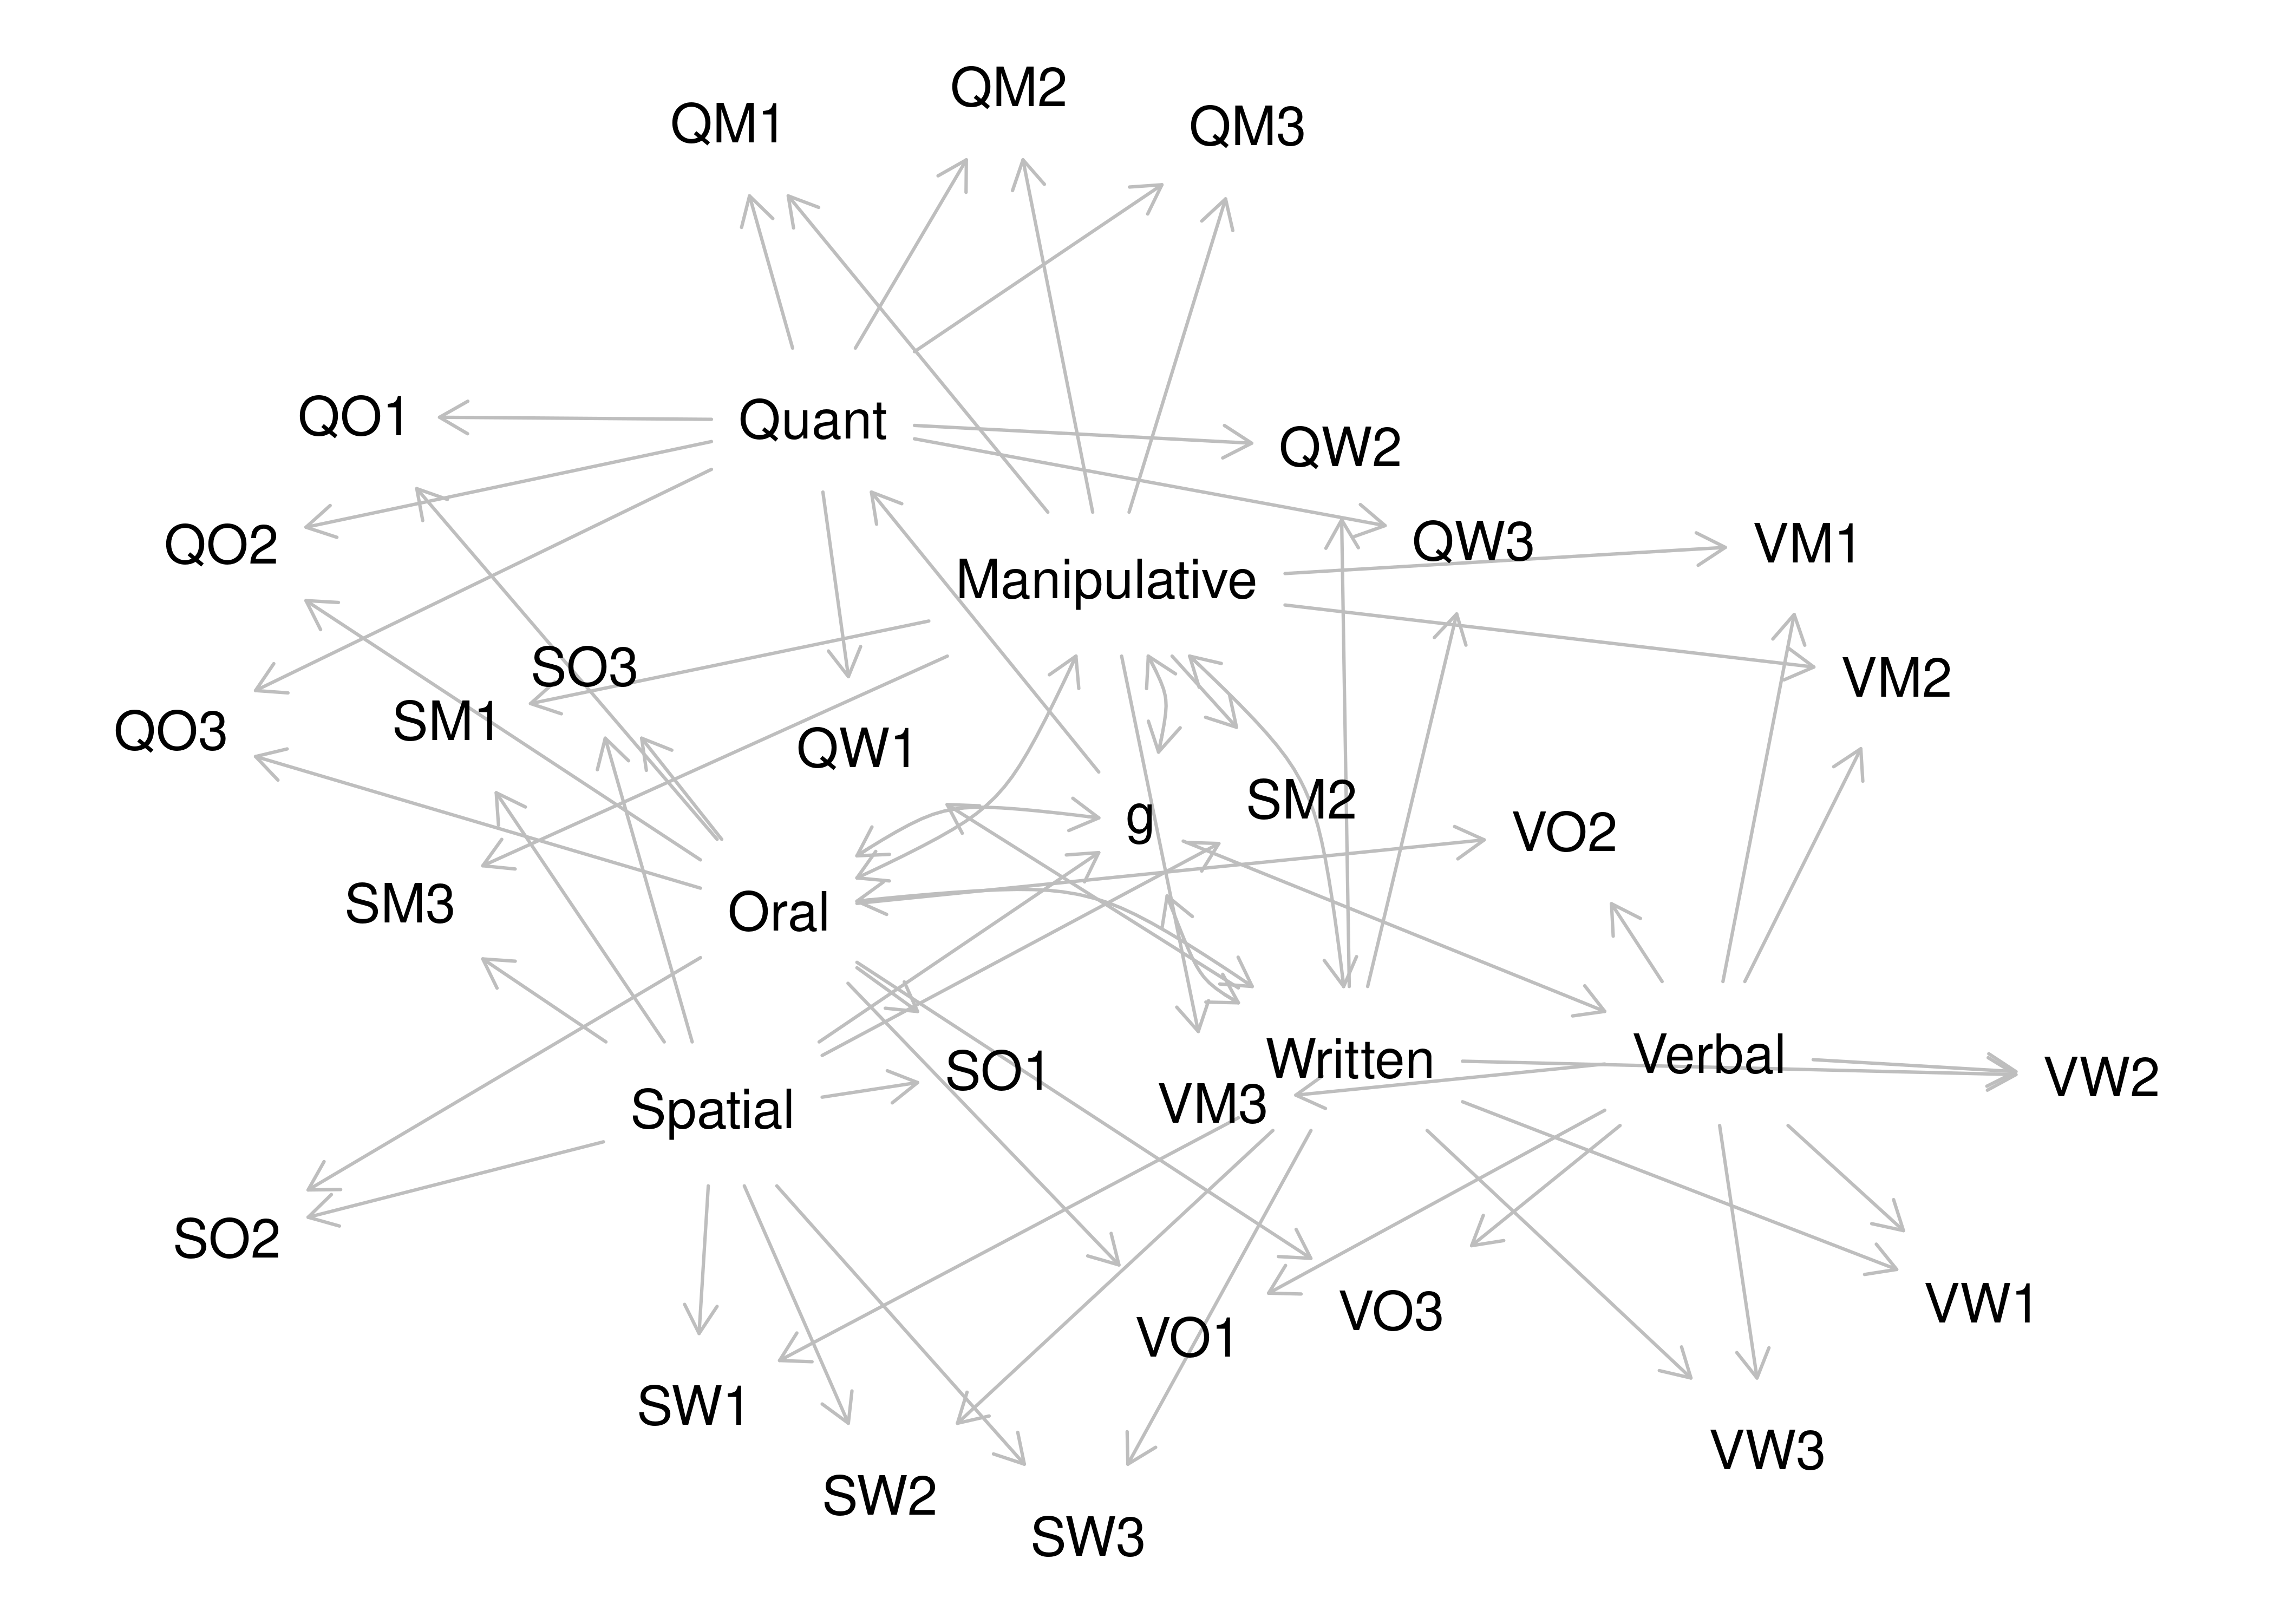 QM2
QM1
QM3
QO1
Quant
QW2
QO2
QW3
VM1
Manipulative
SO3
VM2
SM1
QO3
QW1
SM2
g
VO2
SM3
Oral
Written
Verbal
SO1
VW2
VM3
Spatial
SO2
VW1
VO3
VO1
SW1
VW3
SW2
SW3